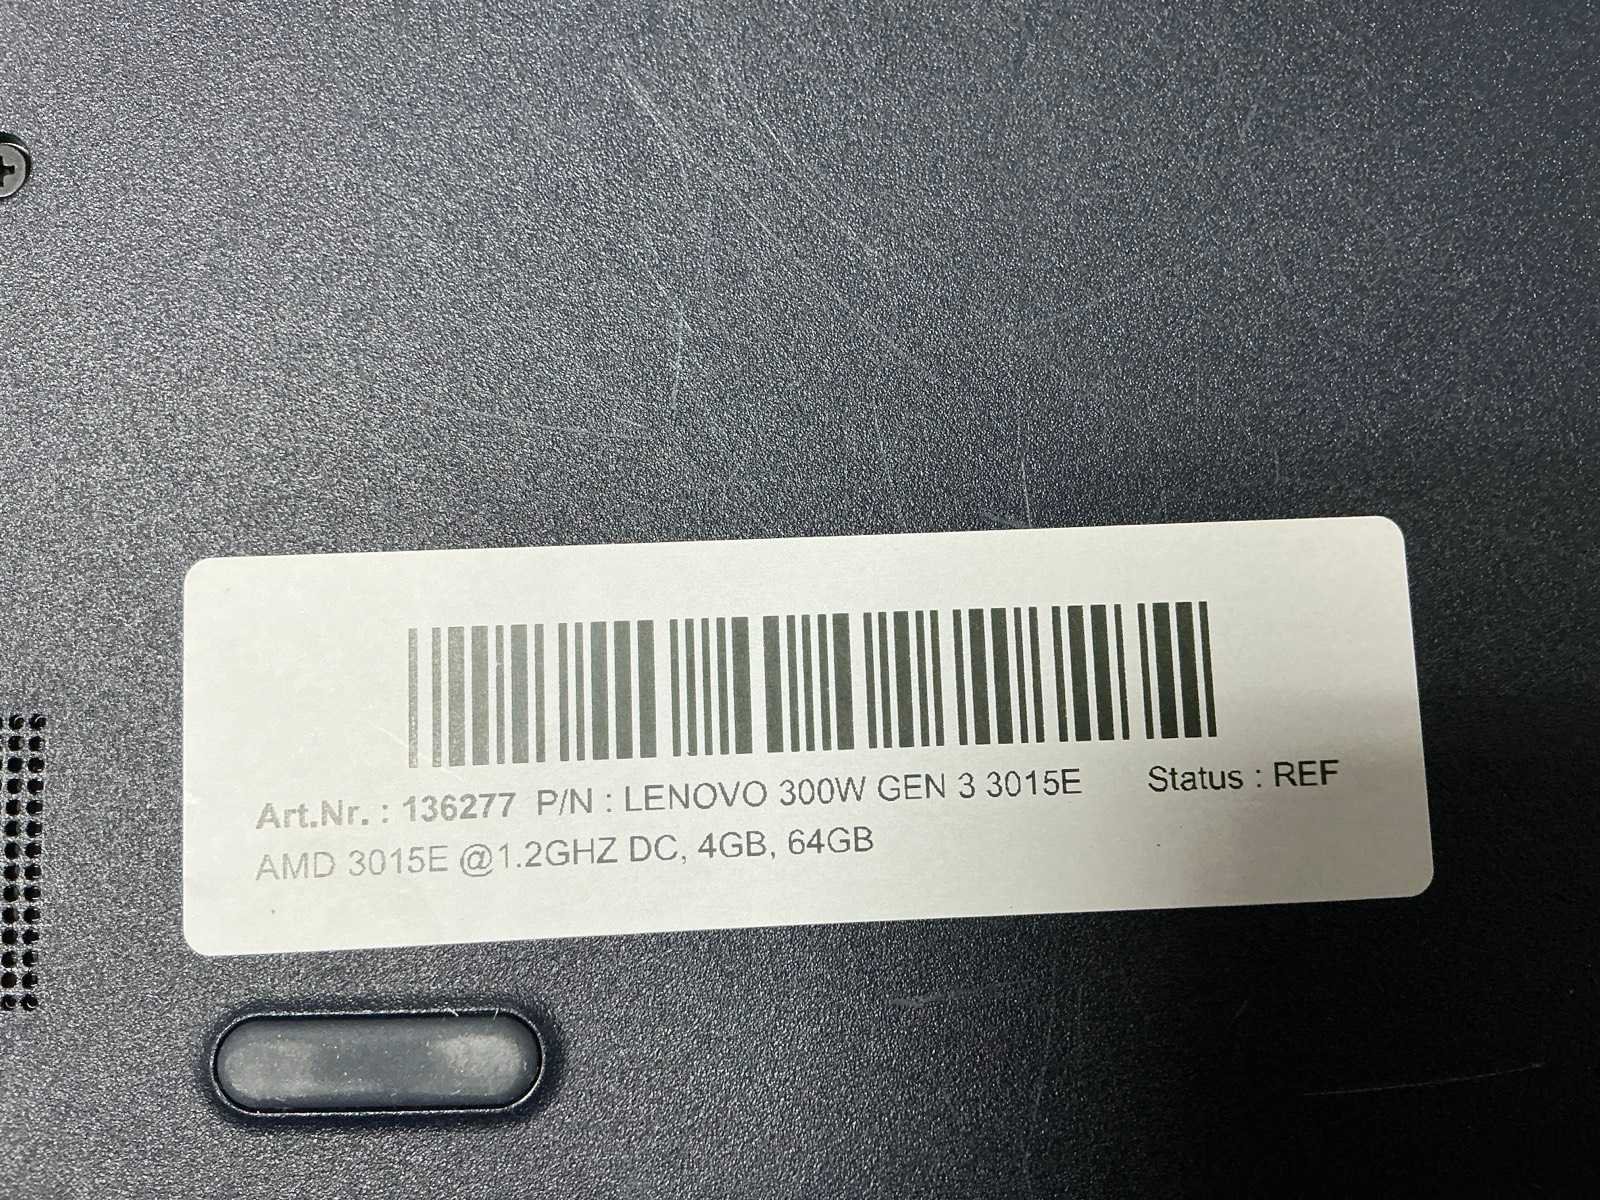 Art.Nr. : 136277 P/N : LENOVO 300W GEN 3 3015E Status : REF
AMD 3015E @1.2GHZ DC, 4GB, 64GB